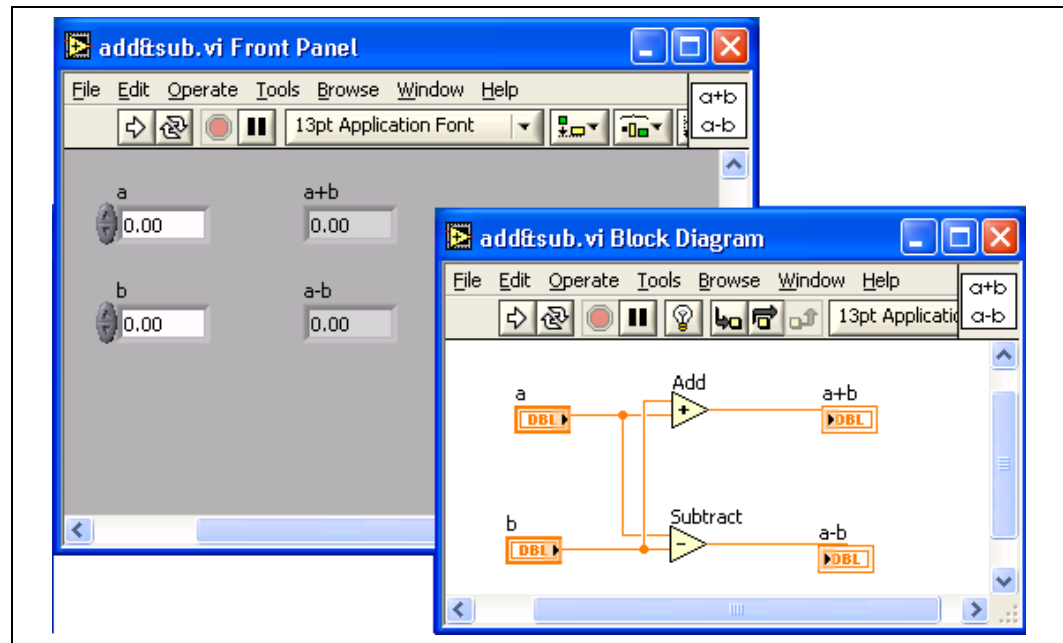 add&sub.vi Front Panel
File Edit Operate Tools Browse Window Help
a+b
a-b
13pt Application Font
a
0.00
a+b
0.00
b
0.00
a-b
0.00
add&sub.vi Block Diagram
File Edit Operate Tools Browse Window Help
a+b
a-b
13pt Applicatio
a
DBL
Add
+
a+b
DBL
b
DBL
Subtract
-
a-b
DBL